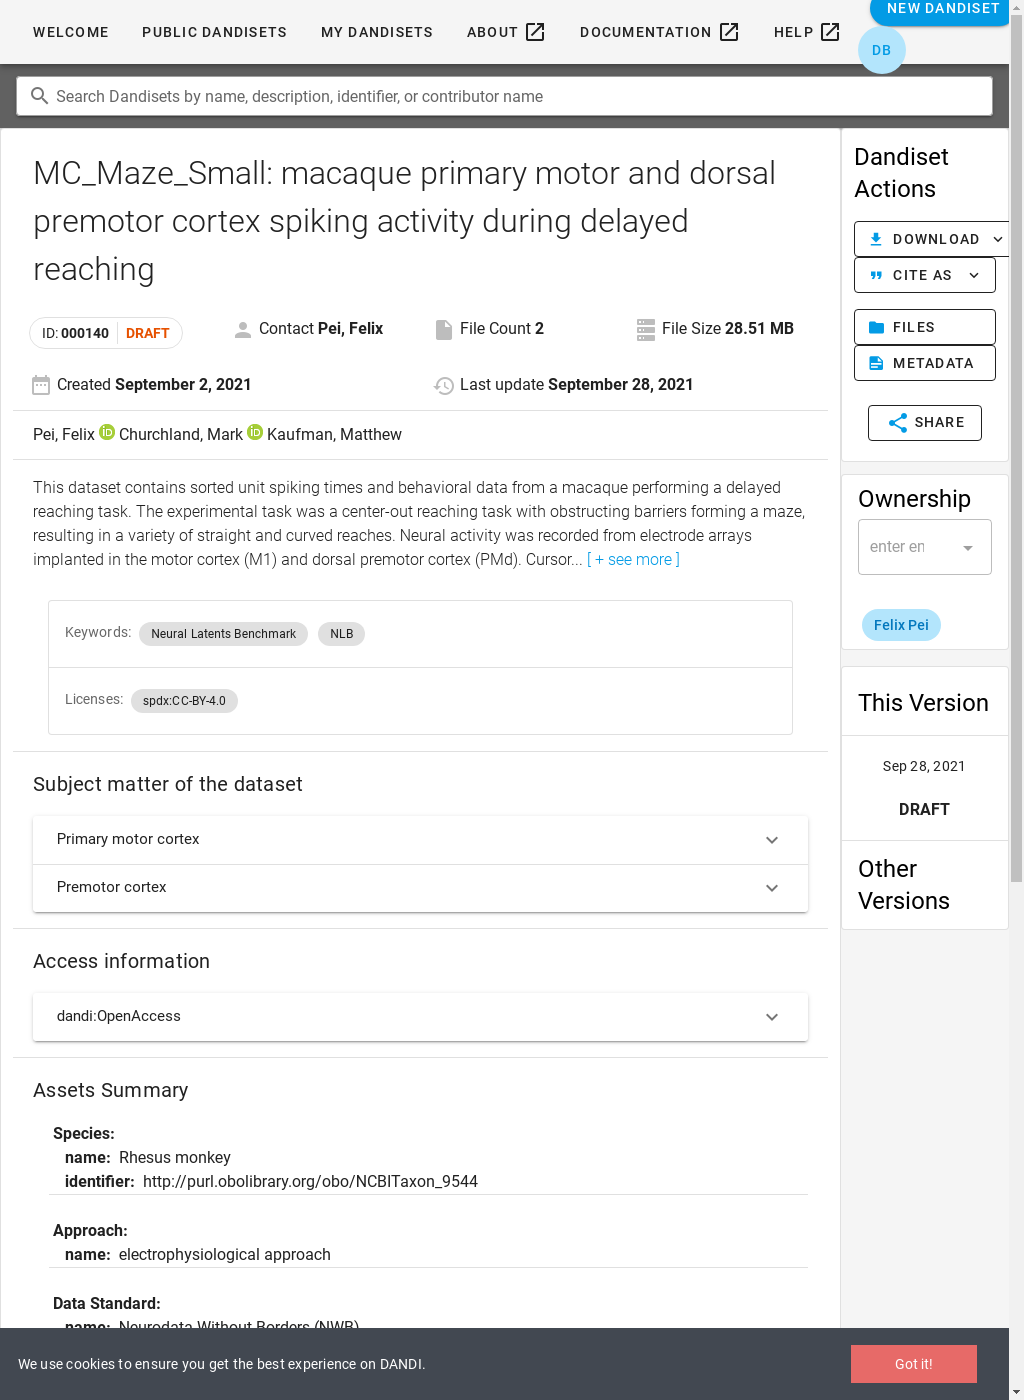 WELCOME PUBLIC DANDISETS MY DANDISETS ABOUT DOCUMENTATION HELP NEW DANDISET
DB
Search Dandisets by name, description, identifier, or contributor name
MC_Maze_Small: macaque primary motor and dorsal
premotor cortex spiking activity during delayed
reaching
ID: 000140 DRAFT
Contact Pei, Felix
File Count 2
File Size 28.51 MB
Created September 2, 2021
Last update September 28, 2021
Pei, Felix Churchland, Mark Kaufman, Matthew
This dataset contains sorted unit spiking times and behavioral data from a macaque performing a delayed
reaching task. The experimental task was a center-out reaching task with obstructing barriers forming a maze,
resulting in a variety of straight and curved reaches. Neural activity was recorded from electrode arrays
implanted in the motor cortex (M1) and dorsal premotor cortex (PMd). Cursor... [ + see more ]
Keywords: Neural Latents Benchmark NLB
Licenses: spdx:CC-BY-4.0
Subject matter of the dataset
Primary motor cortex
Premotor cortex
Access information
dandi:OpenAccess
Assets Summary
Species:
name: Rhesus monkey
identifier: http://purl.obolibrary.org/obo/NCBITaxon_9544
Approach:
name: electrophysiological approach
Data Standard:
name: Neurodata Without Borders (NWB)
Dandiset
Actions
DOWNLOAD
CITE AS
FILES
METADATA
SHARE
Ownership
enter en
Felix Pei
This Version
Sep 28, 2021
DRAFT
Other
Versions
We use cookies to ensure you get the best experience on DANDI.
Got it!